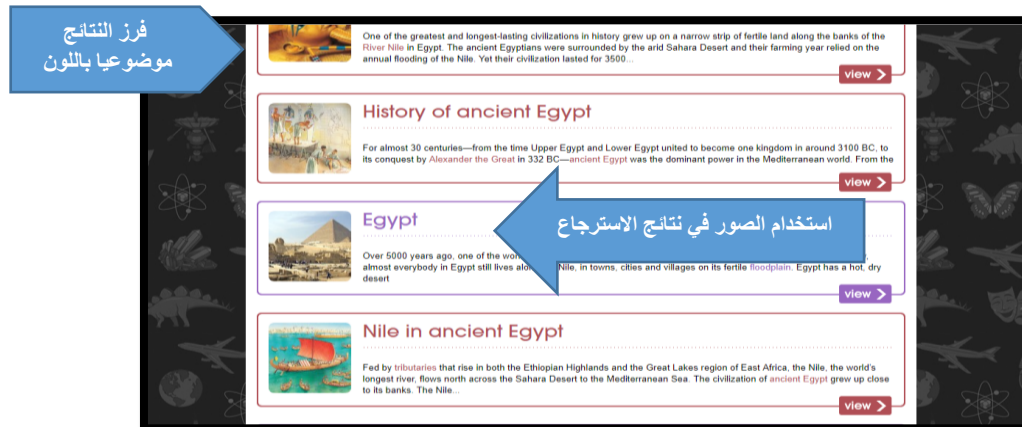 فرز النتائج
موضوعيا باللون
One of the greatest and longest-lasting civilizations in history grew up on a narrow strip of fertile land along the banks of the
River Nile in Egypt. The ancient Egyptians were surrounded by the arid Sahara Desert and their farming year relied on the
annual flooding of the Nile. Yet their civilization lasted for 3500...
view
History of ancient Egypt
For almost 30 centuries—from the time Upper Egypt and Lower Egypt united to become one kingdom in around 3100 BC, to
its conquest by Alexander the Great in 332 BC—ancient Egypt was the dominant power in the Mediterranean world. From the
view
Egypt
استخدام الصور في نتائج الاسترجاع
Over 5000 years ago, one of the
almost everybody in Egypt still lives Nile, in towns, cities and villages on its fertile floodplain. Egypt has a hot, dry
desert
view
Nile in ancient Egypt
Fed by tributaries that rise in both the Ethiopian Highlands and the Great Lakes region of East Africa, the Nile, the world's
longest river, flows north across the Sahara Desert to the Mediterranean Sea. The civilization of ancient Egypt grew up close
to its banks. The Nile...
view